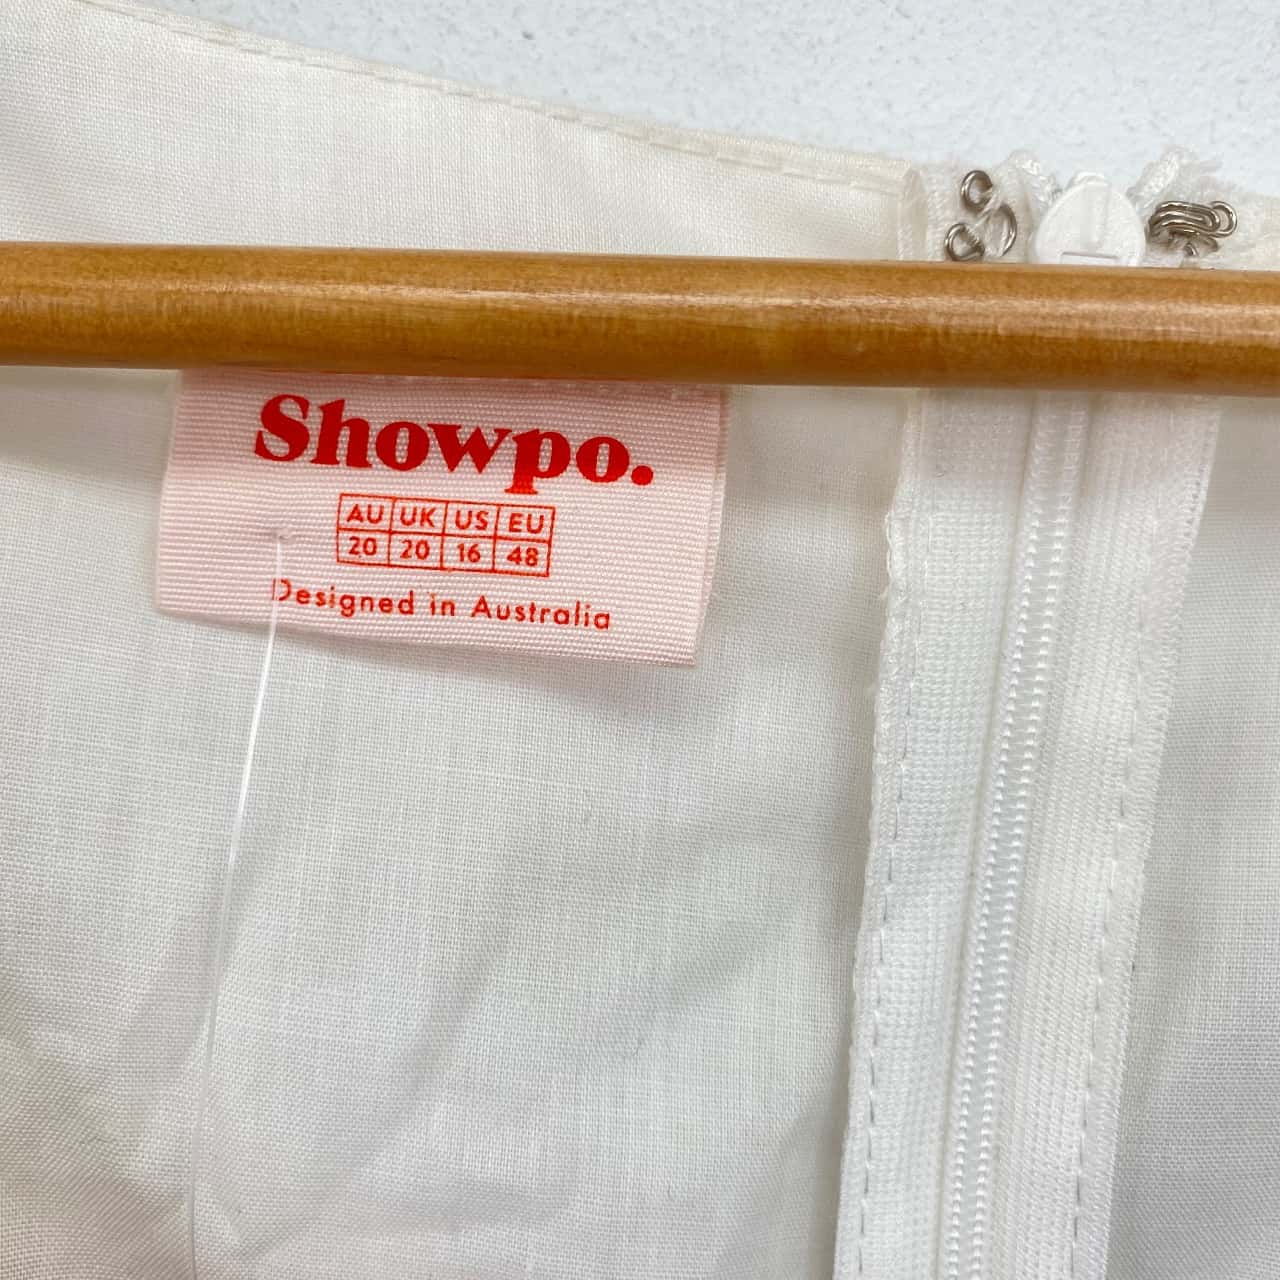 Showpo.
AU UK US EU
20 20 16 48
Designed in Australia